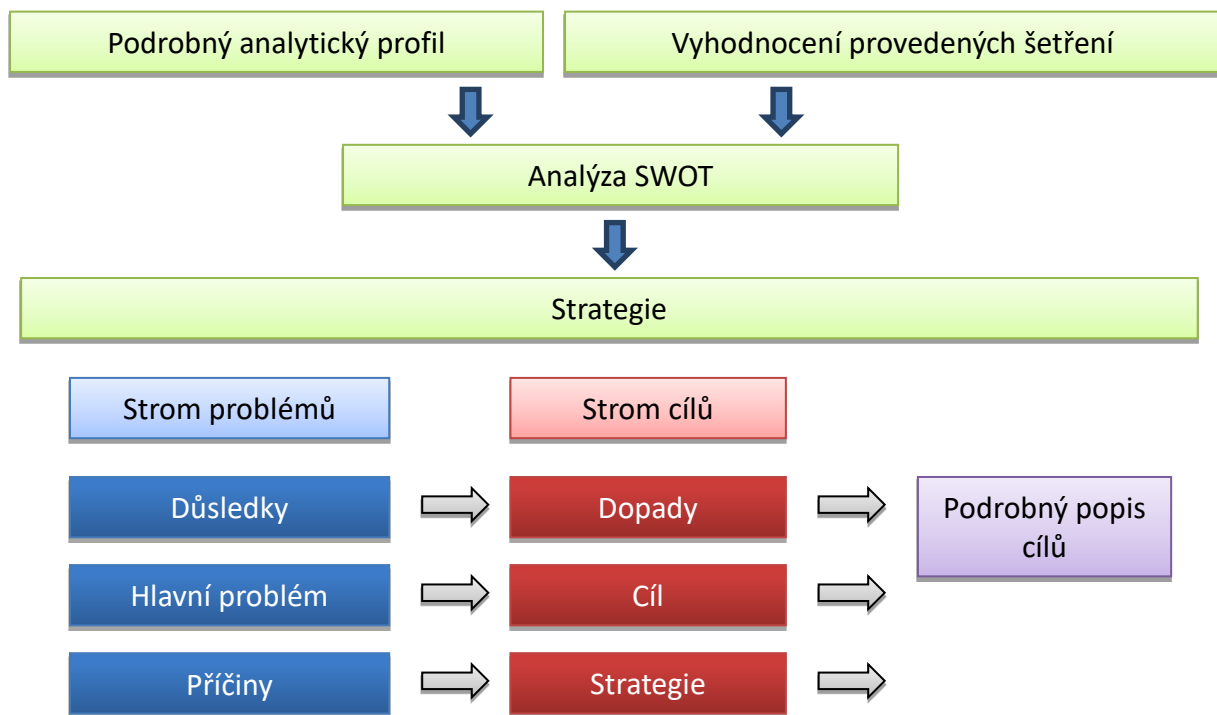 Podrobný analytický profil
Vyhodnocení provedených šetření
Analýza SWOT
Strategie
Strom problémů
Strom cílů
Důsledky
Dopady
Podrobný popis
cílů
Hlavní problém
Cíl
Příčiny
Strategie